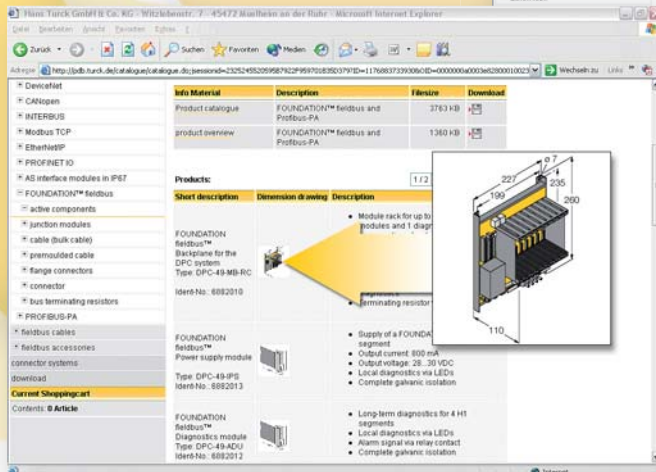 Hans Turck GmbH & Co. KG - Witzlebenstr. 7 - 45472 Muelheim an der Ruhr - Microsoft Internet Explorer
Datei Bearbeiten Ansicht Favoriten Extras ?
Zurück
Suchen
Favoriten
Medien
Adresse
Wechseln zu
Links
DeviceNet
CANopen
INTERBUS
Modbus TCP
EtherNet/IP
PROFINET IO
AS interface modules in IP67
FOUNDATION™ fieldbus
active components
junction modules
cable (bulk cable)
premoulded cable
flange connectors
connector
bus terminating resistors
PROFIBUS-PA
fieldbus cables
fieldbus accessories
connector systems
download
Current Shoppingcart
Contents: 0 Article
Info Material Description Filesize Download
Product catalogue FOUNDATION™ fieldbus and Profibus-PA 3763 KB
product overview FOUNDATION™ fieldbus and Profibus-PA 1360 KB
Products: 1/2
Short description Dimension drawing Description
FOUNDATION
fieldbus™
Backplane for the
DPC system
Type: DPC-49-MB-RC
Ident-No.: 6882010
Module rack for up to
modules and 1
Terminating resistor
FOUNDATION
fieldbus™
Power supply module
Type: DPC-49-IPS
Ident-No.: 6882013
Supply of a
segment
Output current: 800 mA
Output voltage: 28...30 VDC
Local diagnostics via LEDs
Complete galvanic isolation
FOUNDATION
fieldbus™
Diagnostics module
Type: DPC-49-ADU
Ident-No.: 6882012
Long-term diagnostics for 4 H1
segments
Local diagnostics via LEDs
Alarm signal via relay contact
Complete galvanic isolation
ø 7
227
235
199
260
110
Internet